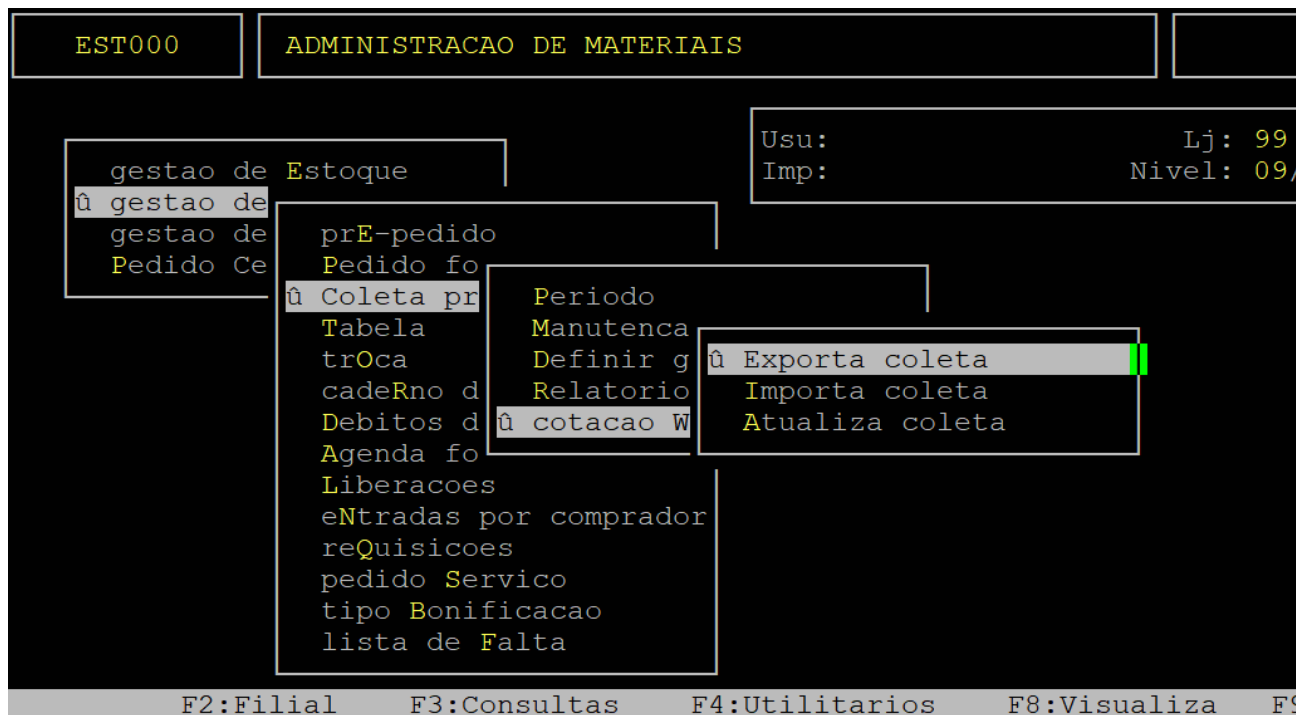 EST000 ADMINISTRACAO DE MATERIAIS
Usu: Lj: 99
Imp: Nivel: 09/
gestao de Estoque
û gestao de
gestao de
Pedido Ce
prE-pedido
Pedido fo
û Coleta pr
Tabela
trOca
cadeRno d
Debitos d
Agenda fo
Liberacoes
eNtradas por comprador
reQuisicoes
pedido Servico
tipo Bonificacao
lista de Falta
Periodo
Manutenca
Definir g
Relatorio
û cotacao W
û Exporta coleta
Importa coleta
Atualiza coleta
F2:Filial F3:Consultas F4:Utilitarios F8:Visualiza F9